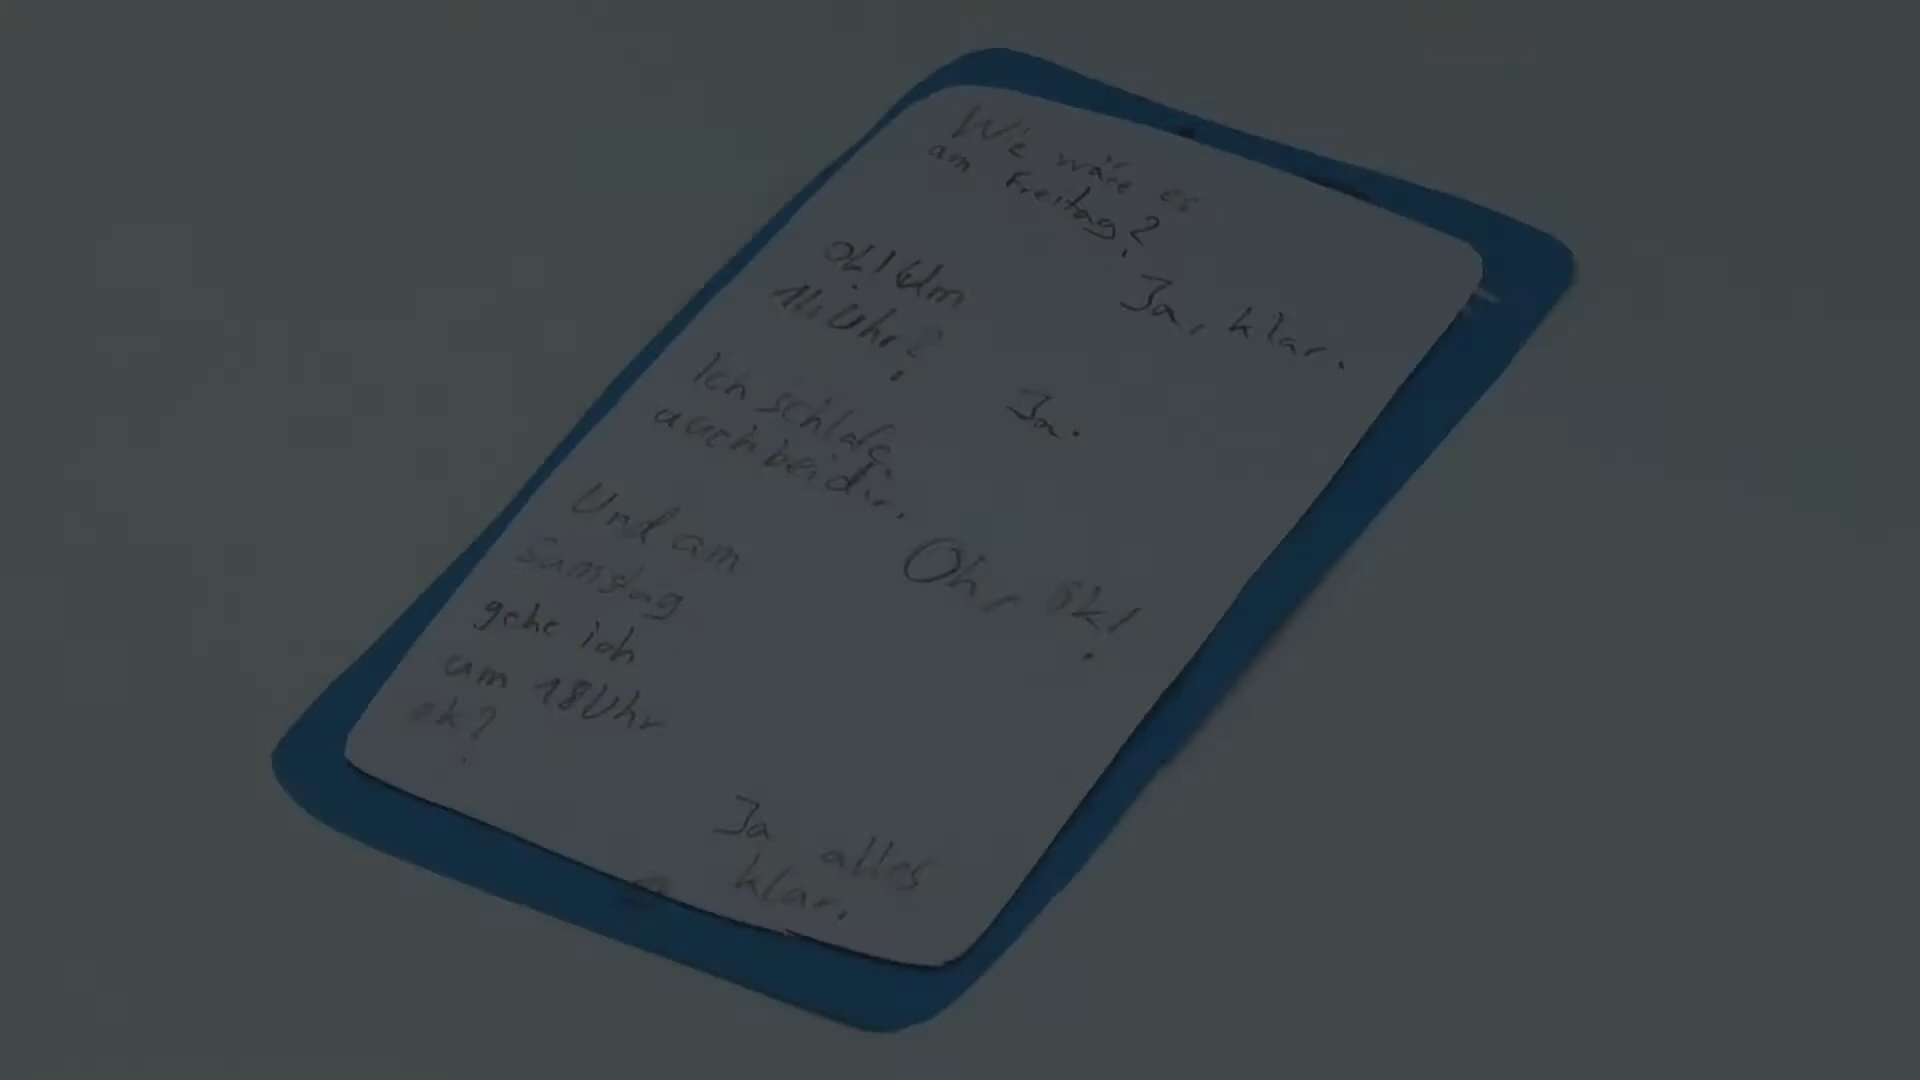 Wie wäre es
am Freitag?
Ja, klar.
ok! Um
14 Uhr?
Ja.
Ich schlafe
auch bei dir.
Ohr, ok!
Und am
Samstag
gehe ich
um 18 Uhr
ok?
Ja alles
klar.